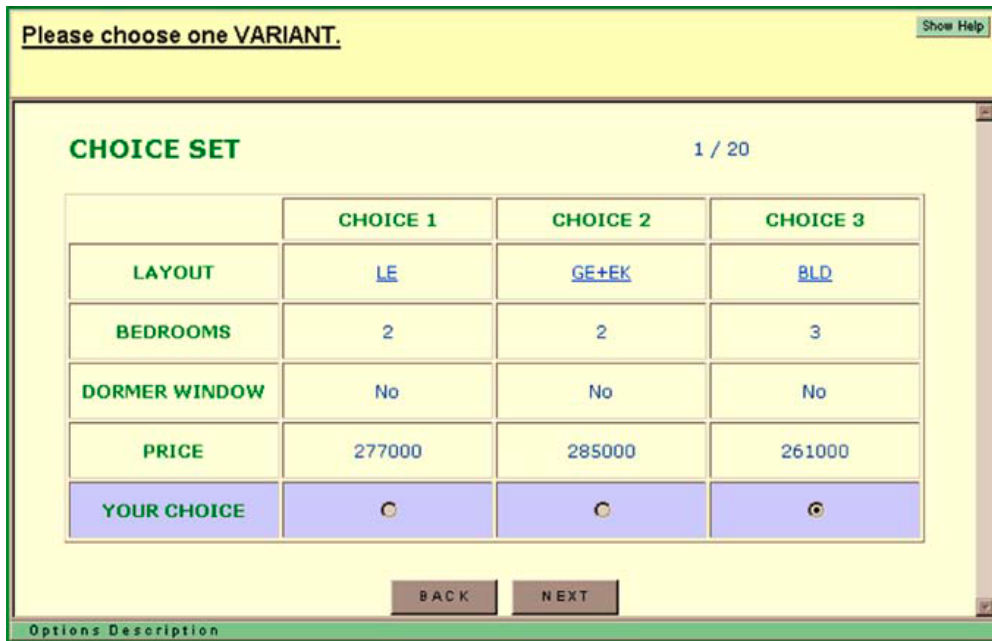 Please choose one VARIANT.
Show Help
CHOICE SET 1 / 20
CHOICE 1 CHOICE 2 CHOICE 3
LAYOUT LE GE+EK BLD
BEDROOMS 2 2 3
DORMER WINDOW No No No
PRICE 277000 285000 261000
YOUR CHOICE
BACK NEXT
Options Description